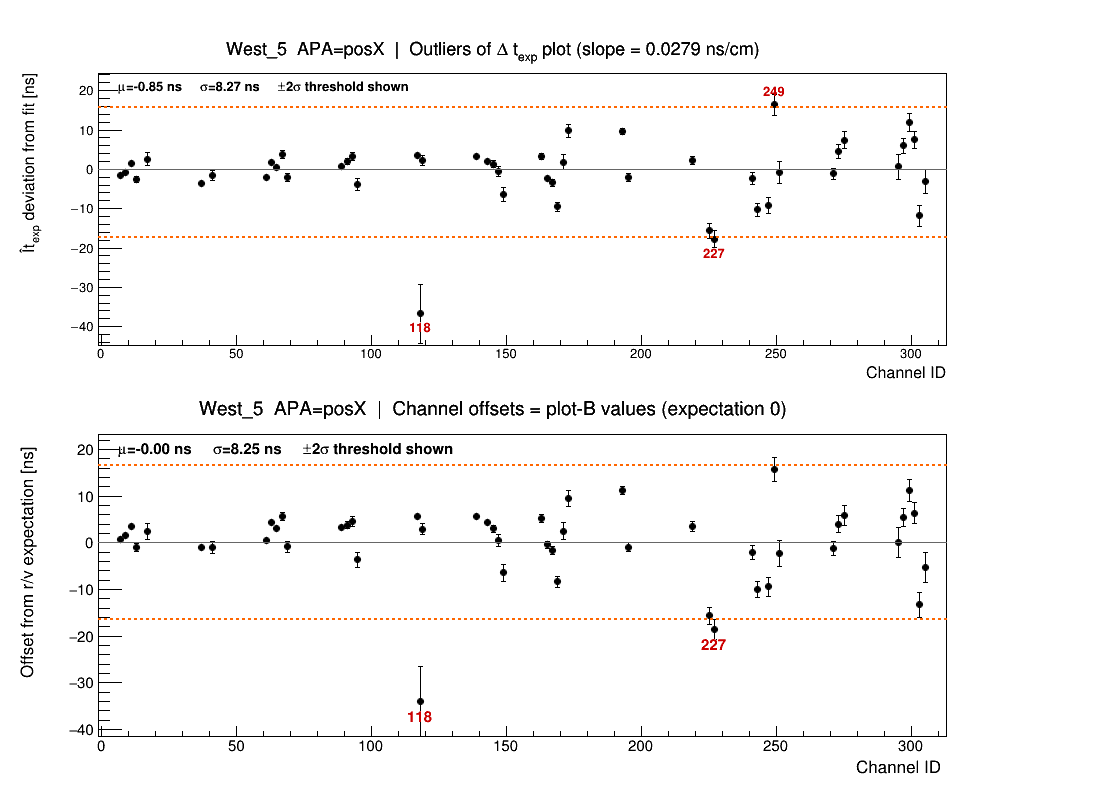 West_5 APA=posX | Outliers of Δ t_exp plot (slope = 0.0279 ns/cm)
Ît_exp deviation from fit [ns]
μ=-0.85 ns σ=8.27 ns ±2σ threshold shown
249
227
118
20
10
0
−10
−20
−30
−40
0 50 100 150 200 250 300
Channel ID
West_5 APA=posX | Channel offsets = plot-B values (expectation 0)
Offset from r/v expectation [ns]
μ=-0.00 ns σ=8.25 ns ±2σ threshold shown
227
118
20
10
0
−10
−20
−30
−40
0 50 100 150 200 250 300
Channel ID